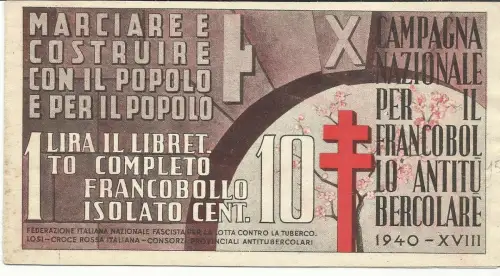 MARCIARE E
COSTRUIRE
CON IL POPOLO
E PER IL POPOLO
1 LIRA IL LIBRET.
TO COMPLETO
FRANCOBOLLO
ISOLATO CENT. 10
FEDERAZIONE ITALIANA NAZIONALE FASCISTA PER LA LOTTA CONTRO LA TUBERCO.
LOSI - CROCE ROSSA ITALIANA - CONSORZI PROVINCIALI ANTITUBERCOLARI
X CAMPAGNA
NAZIONALE
PER IL
FRANCOBOL
LO ANTITU
BERCOLARE
1940 - XVIII